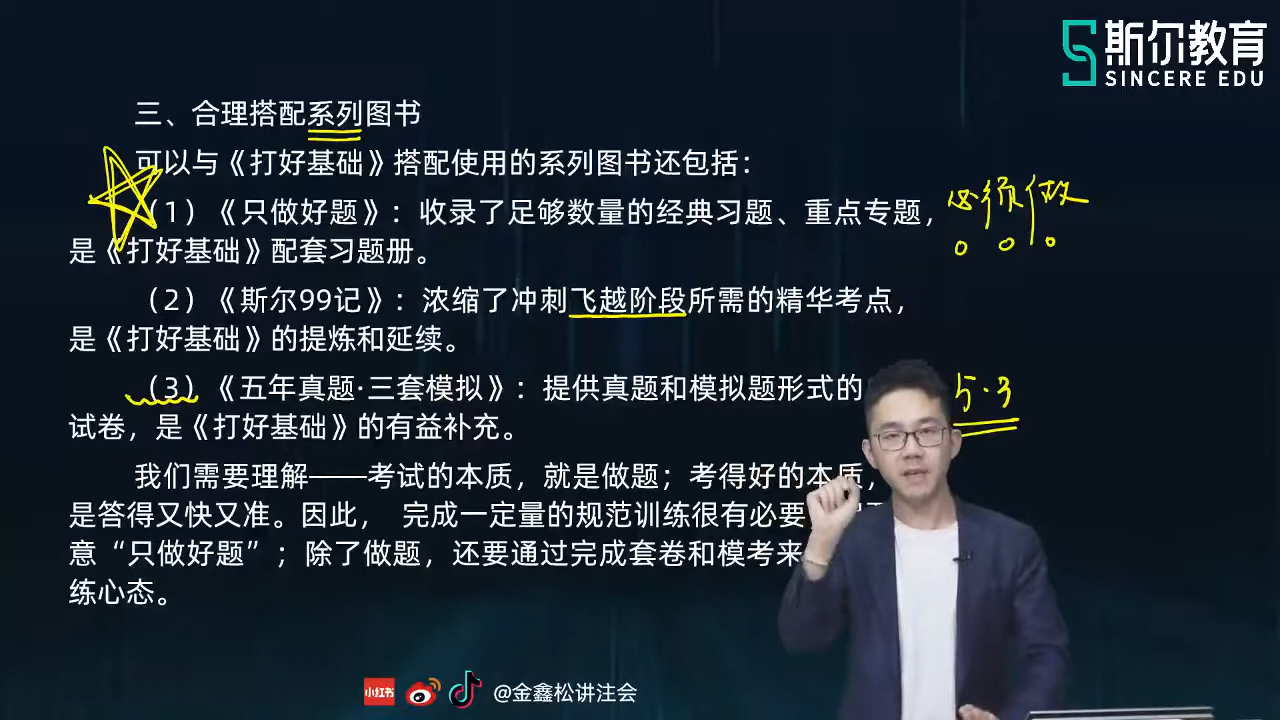 斯尔教育
SINCERE EDU
三、合理搭配系列图书
可以与《打好基础》搭配使用的系列图书还包括：
（1）《只做好题》：收录了足够数量的经典习题、重点专题，
必须做
是《打好基础》配套习题册。
（2）《斯尔99记》：浓缩了冲刺飞越阶段所需的精华考点，
是《打好基础》的提炼和延续。
（3）《五年真题·三套模拟》：提供真题和模拟题形式的
5·3
试卷，是《打好基础》的有益补充。
我们需要理解——考试的本质，就是做题；考得好的本质，
是答得又快又准。因此， 完成一定量的规范训练很有必要
意“只做好题”；除了做题，还要通过完成套卷和模考来
练心态。
小红书
@金鑫松讲注会